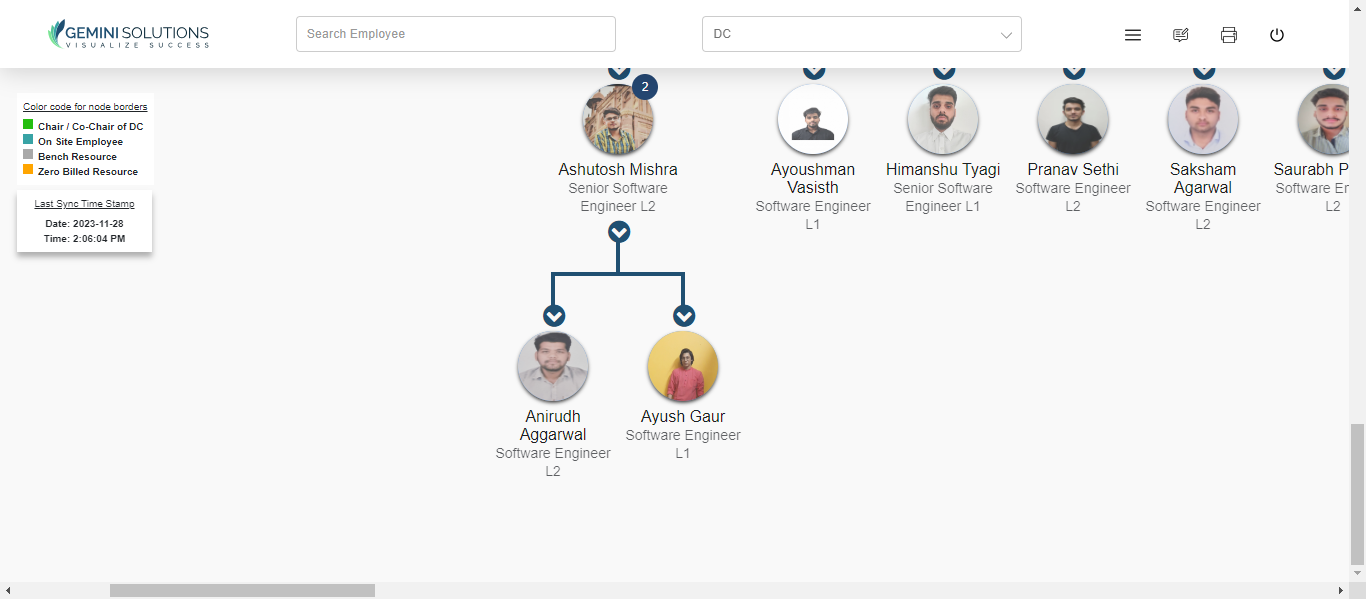 GEMINI SOLUTIONS
VISUALIZE SUCCESS
Search Employee
DC
Color code for node borders
Chair / Co-Chair of DC
On Site Employee
Bench Resource
Zero Billed Resource
Last Sync Time Stamp
Date: 2023-11-28
Time: 2:06:04 PM
2
Ashutosh Mishra
Senior Software
Engineer L2
Ayoushman
Vasisth
Software Engineer
L1
Himanshu Tyagi
Senior Software
Engineer L1
Pranav Sethi
Software Engineer
L2
Saksham
Agarwal
Software Engineer
L2
Saurabh P
Software Er
L2
Anirudh
Aggarwal
Software Engineer
L2
Ayush Gaur
Software Engineer
L1